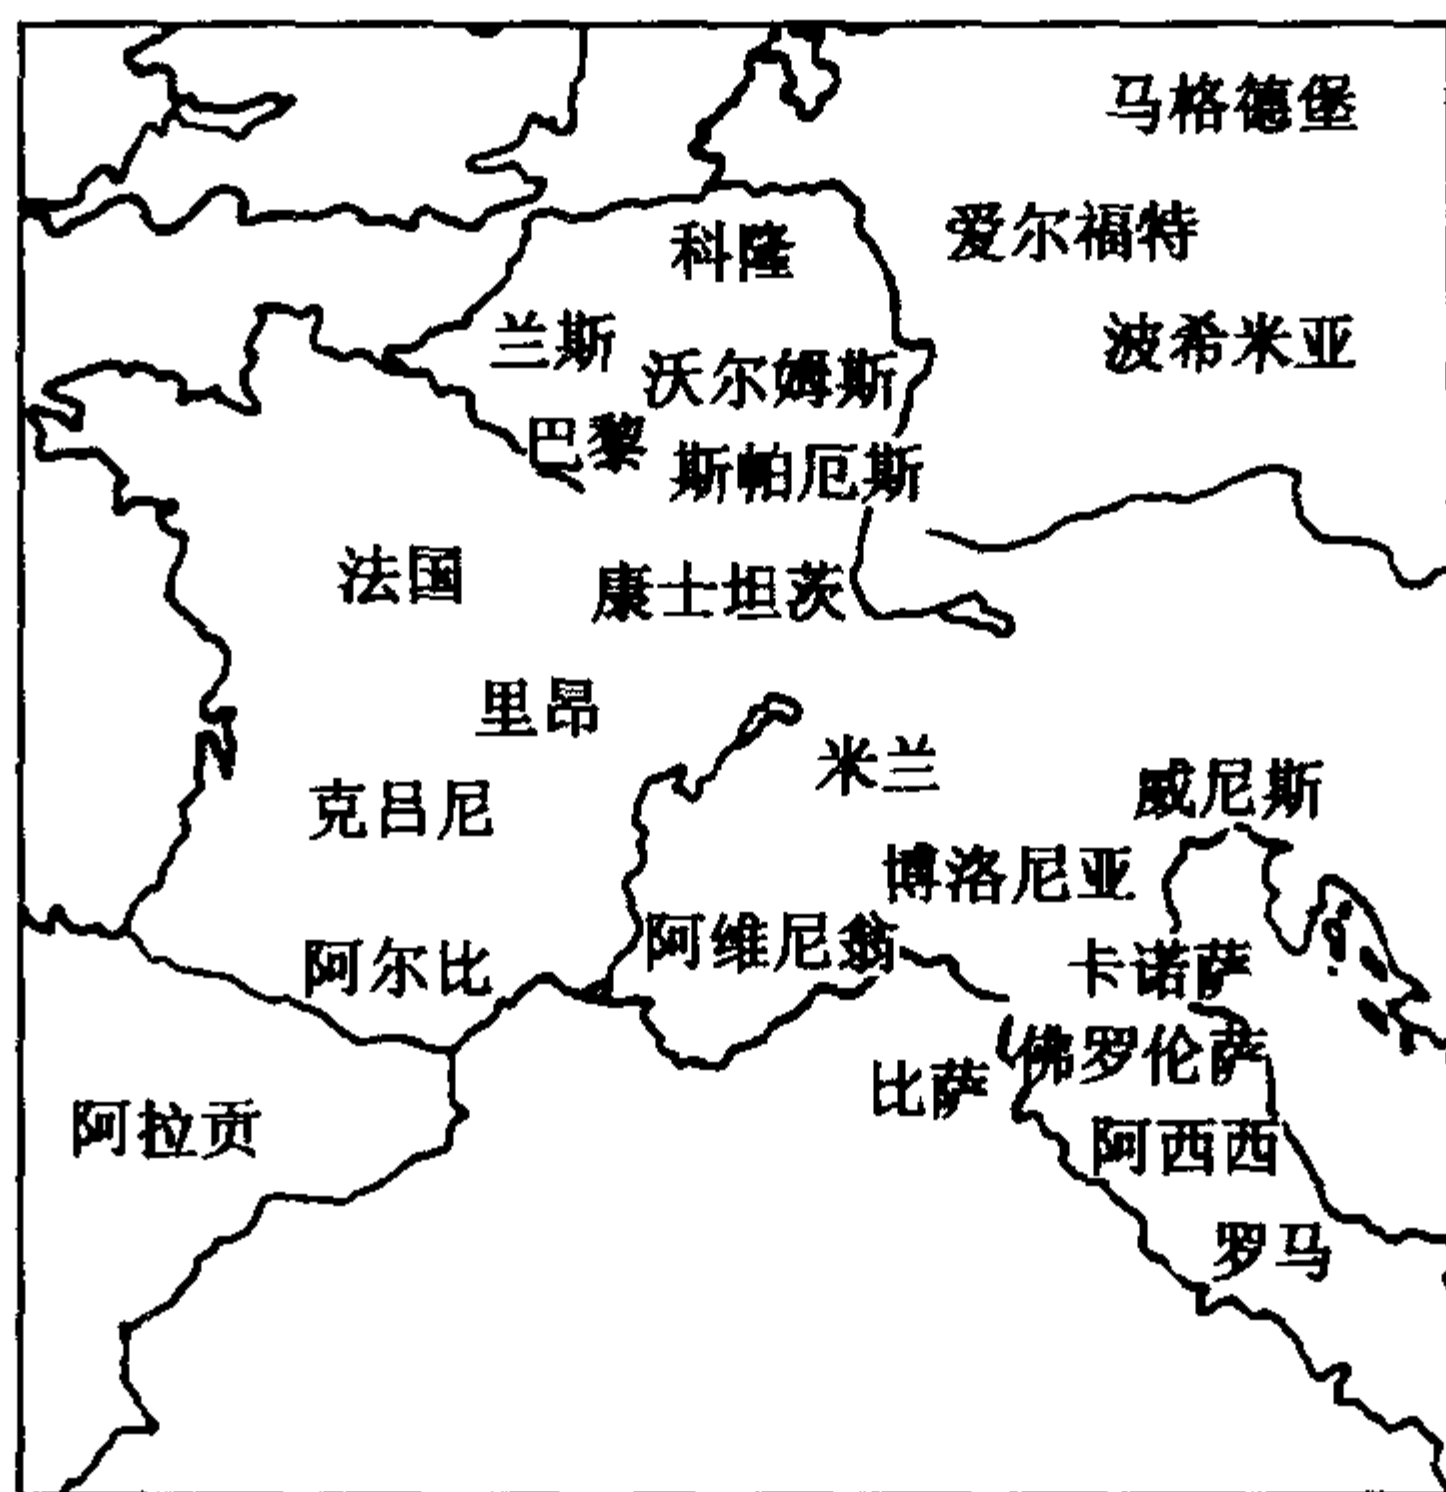 马格德堡
爱尔福特
科隆
兰斯
波希米亚
沃尔姆斯
巴黎
斯帕厄斯
法国
康士坦茨
里昂
米兰
威尼斯
克吕尼
博洛尼亚
阿维尼翁
阿尔比
卡诺萨
佛罗伦萨
比萨
阿拉贡
阿西西
罗马